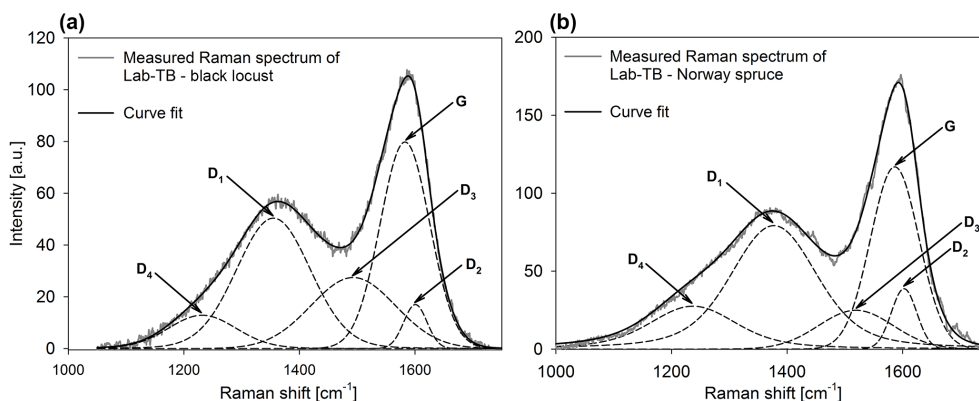 (a)
120
100
80
60
40
20
0
Intensity [a.u.]
Measured Raman spectrum of
Lab-TB - black locust
Curve fit
G
D1
D3
D4
D2
1000 1200 1400 1600
Raman shift [cm-1]
(b)
200
150
100
50
0
Measured Raman spectrum of
Lab-TB - Norway spruce
Curve fit
G
D1
D3
D2
D4
1000 1200 1400 1600
Raman shift [cm-1]